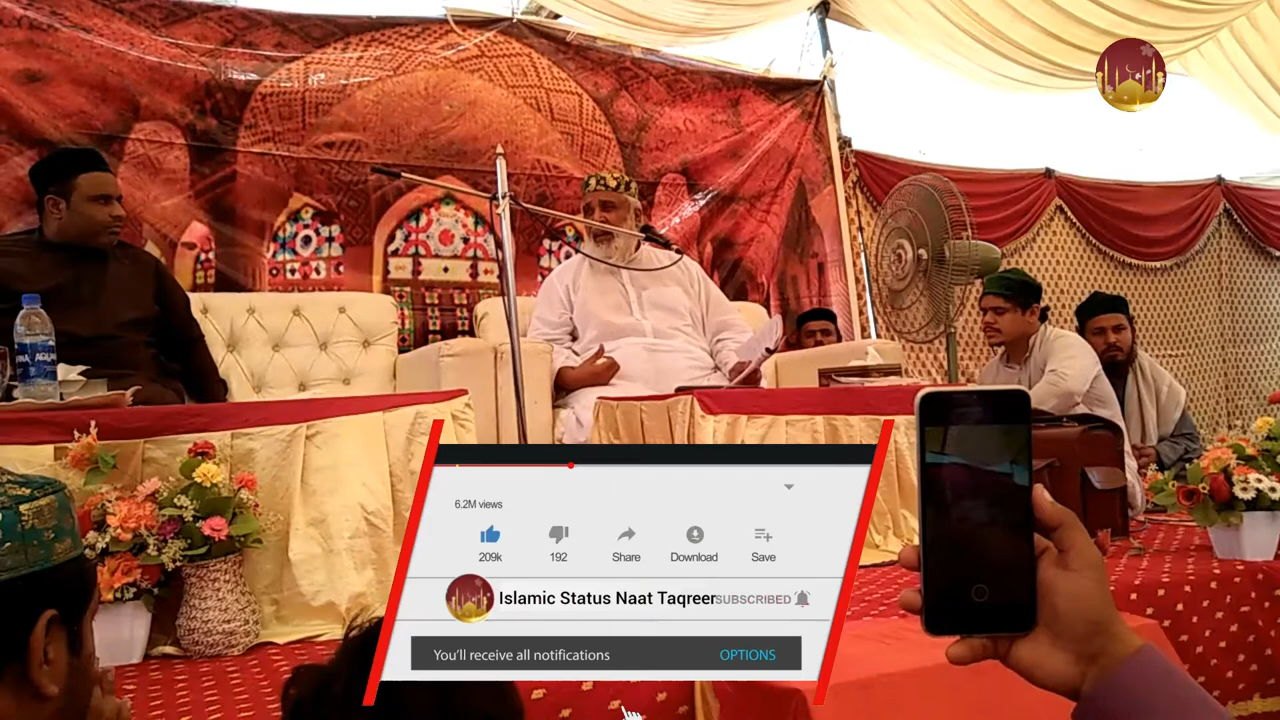 6.2M views
209k
192
Share
Download
Save
Islamic Status Naat Taqreer SUBSCRIBED
You'll receive all notifications OPTIONS